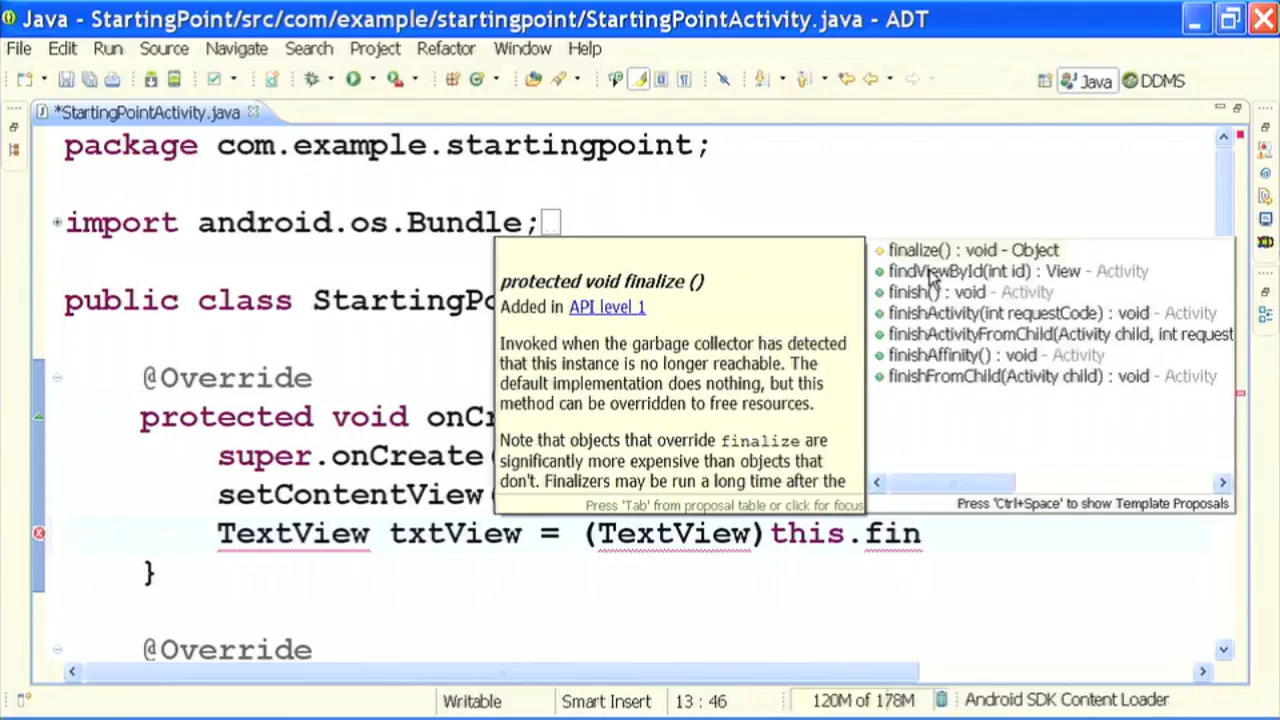 Java - StartingPoint/src/com/example/startingpoint/StartingPointActivity.java - ADT
File Edit Run Source Navigate Search Project Refactor Window Help
Java DDMS
*StartingPointActivity.java
package com.example.startingpoint;
import android.os.Bundle;
public class StartingPo
@Override
protected void onCr
super.onCreate(
setContentView(
TextView txtView = (TextView)this.fin
}
@Override
protected void finalize ()
Added in API level 1
Invoked when the garbage collector has detected
that this instance is no longer reachable. The
default implementation does nothing, but this
method can be overridden to free resources.
Note that objects that override finalize are
significantly more expensive than objects that
don't. Finalizers may be run a long time after the
Press 'Tab' from proposal table or click for focus
finalize() : void - Object
findViewById(int id) : View - Activity
finish() : void - Activity
finishActivity(int requestCode) : void - Activity
finishActivityFromChild(Activity child, int request
finishAffinity() : void - Activity
finishFromChild(Activity child) : void - Activity
Press 'Ctrl+Space' to show Template Proposals
Writable Smart Insert 13 : 46 120M of 178M Android SDK Content Loader